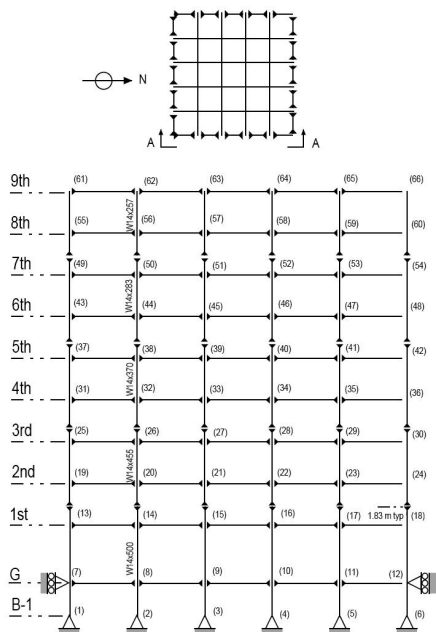 N
A A
9th (61) (62) (63) (64) (65) (66)
W14x257
8th (55) (56) (57) (58) (59) (60)
7th (49) (50) (51) (52) (53) (54)
W14x283
6th (43) (44) (45) (46) (47) (48)
5th (37) (38) (39) (40) (41) (42)
W14x370
4th (31) (32) (33) (34) (35) (36)
3rd (25) (26) (27) (28) (29) (30)
W14x455
2nd (19) (20) (21) (22) (23) (24)
1st (13) (14) (15) (16) (17) 1.83 m typ (18)
W14x500
G (7) (8) (9) (10) (11) (12)
B-1 (1) (2) (3) (4) (5) (6)